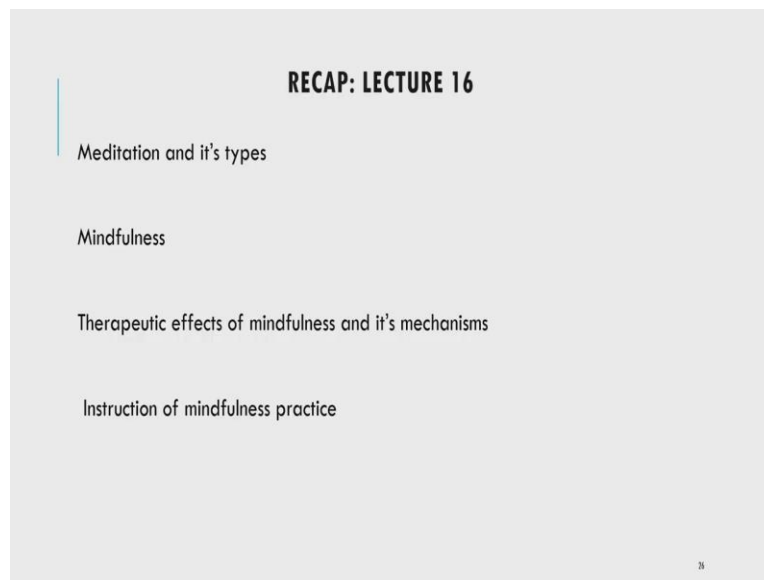 RECAP: LECTURE 16
Meditation and it's types
Mindfulness
Therapeutic effects of mindfulness and it's mechanisms
Instruction of mindfulness practice
26